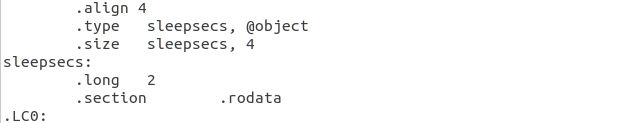 .align 4
.type	sleepsecs, @object
.size	sleepsecs, 4
sleepsecs:
.long	2
.section	.rodata
.LC0: